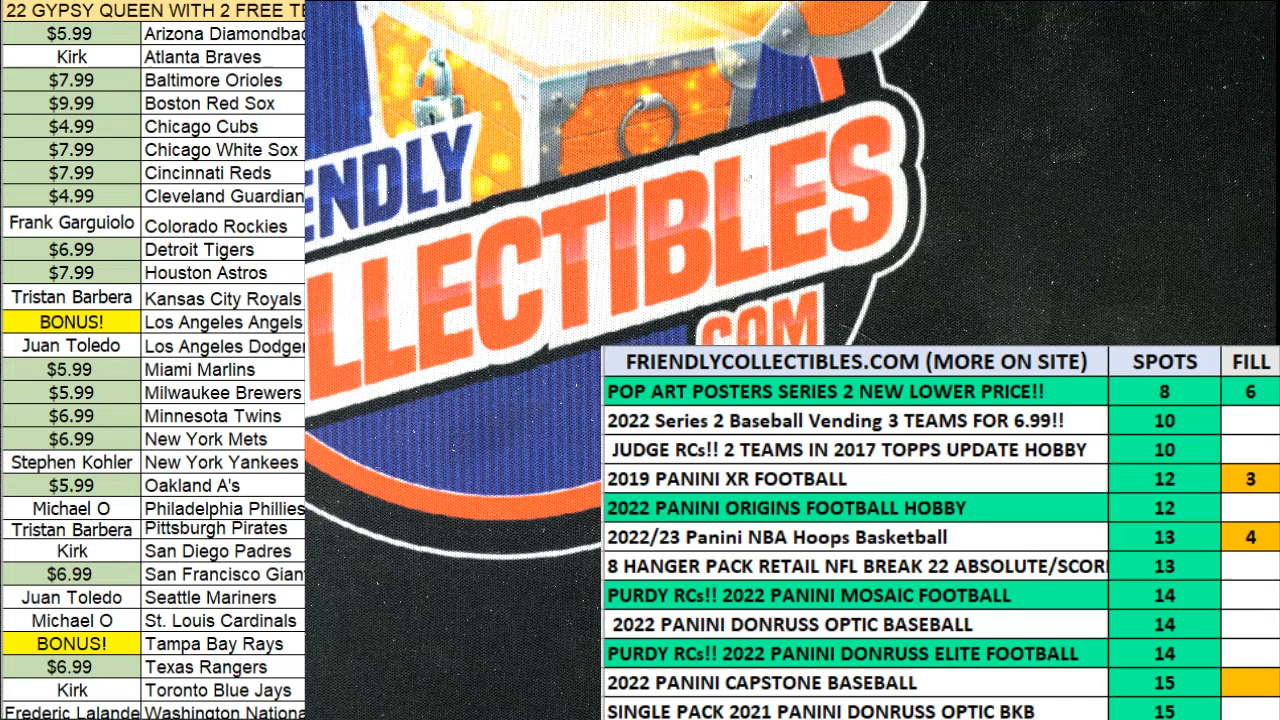 22 GYPSY QUEEN WITH 2 FREE TE
$5.99 Arizona Diamondbac
Kirk Atlanta Braves
$7.99 Baltimore Orioles
$9.99 Boston Red Sox
$4.99 Chicago Cubs
$7.99 Chicago White Sox
$7.99 Cincinnati Reds
$4.99 Cleveland Guardian
Frank Garguiolo Colorado Rockies
$6.99 Detroit Tigers
$7.99 Houston Astros
Tristan Barbera Kansas City Royals
BONUS! Los Angeles Angels
Juan Toledo Los Angeles Dodger
$5.99 Miami Marlins
$5.99 Milwaukee Brewers
$6.99 Minnesota Twins
$6.99 New York Mets
Stephen Kohler New York Yankees
$5.99 Oakland A's
Michael O Philadelphia Phillies
Tristan Barbera Pittsburgh Pirates
Kirk San Diego Padres
$6.99 San Francisco Gian
Juan Toledo Seattle Mariners
Michael O St. Louis Cardinals
BONUS! Tampa Bay Rays
$6.99 Texas Rangers
Kirk Toronto Blue Jays
Frederic Lalande Washington Nationa
ENDLY
LLECTIBLES
.COM
FRIENDLYCOLLECTIBLES.COM (MORE ON SITE) SPOTS FILL
POP ART POSTERS SERIES 2 NEW LOWER PRICE!! 8 6
2022 Series 2 Baseball Vending 3 TEAMS FOR 6.99!! 10
JUDGE RCs!! 2 TEAMS IN 2017 TOPPS UPDATE HOBBY 10
2019 PANINI XR FOOTBALL 12 3
2022 PANINI ORIGINS FOOTBALL HOBBY 12
2022/23 Panini NBA Hoops Basketball 13 4
8 HANGER PACK RETAIL NFL BREAK 22 ABSOLUTE/SCORE 13
PURDY RCs!! 2022 PANINI MOSAIC FOOTBALL 14
2022 PANINI DONRUSS OPTIC BASEBALL 14
PURDY RCs!! 2022 PANINI DONRUSS ELITE FOOTBALL 14
2022 PANINI CAPSTONE BASEBALL 15
SINGLE PACK 2021 PANINI DONRUSS OPTIC BKB 15